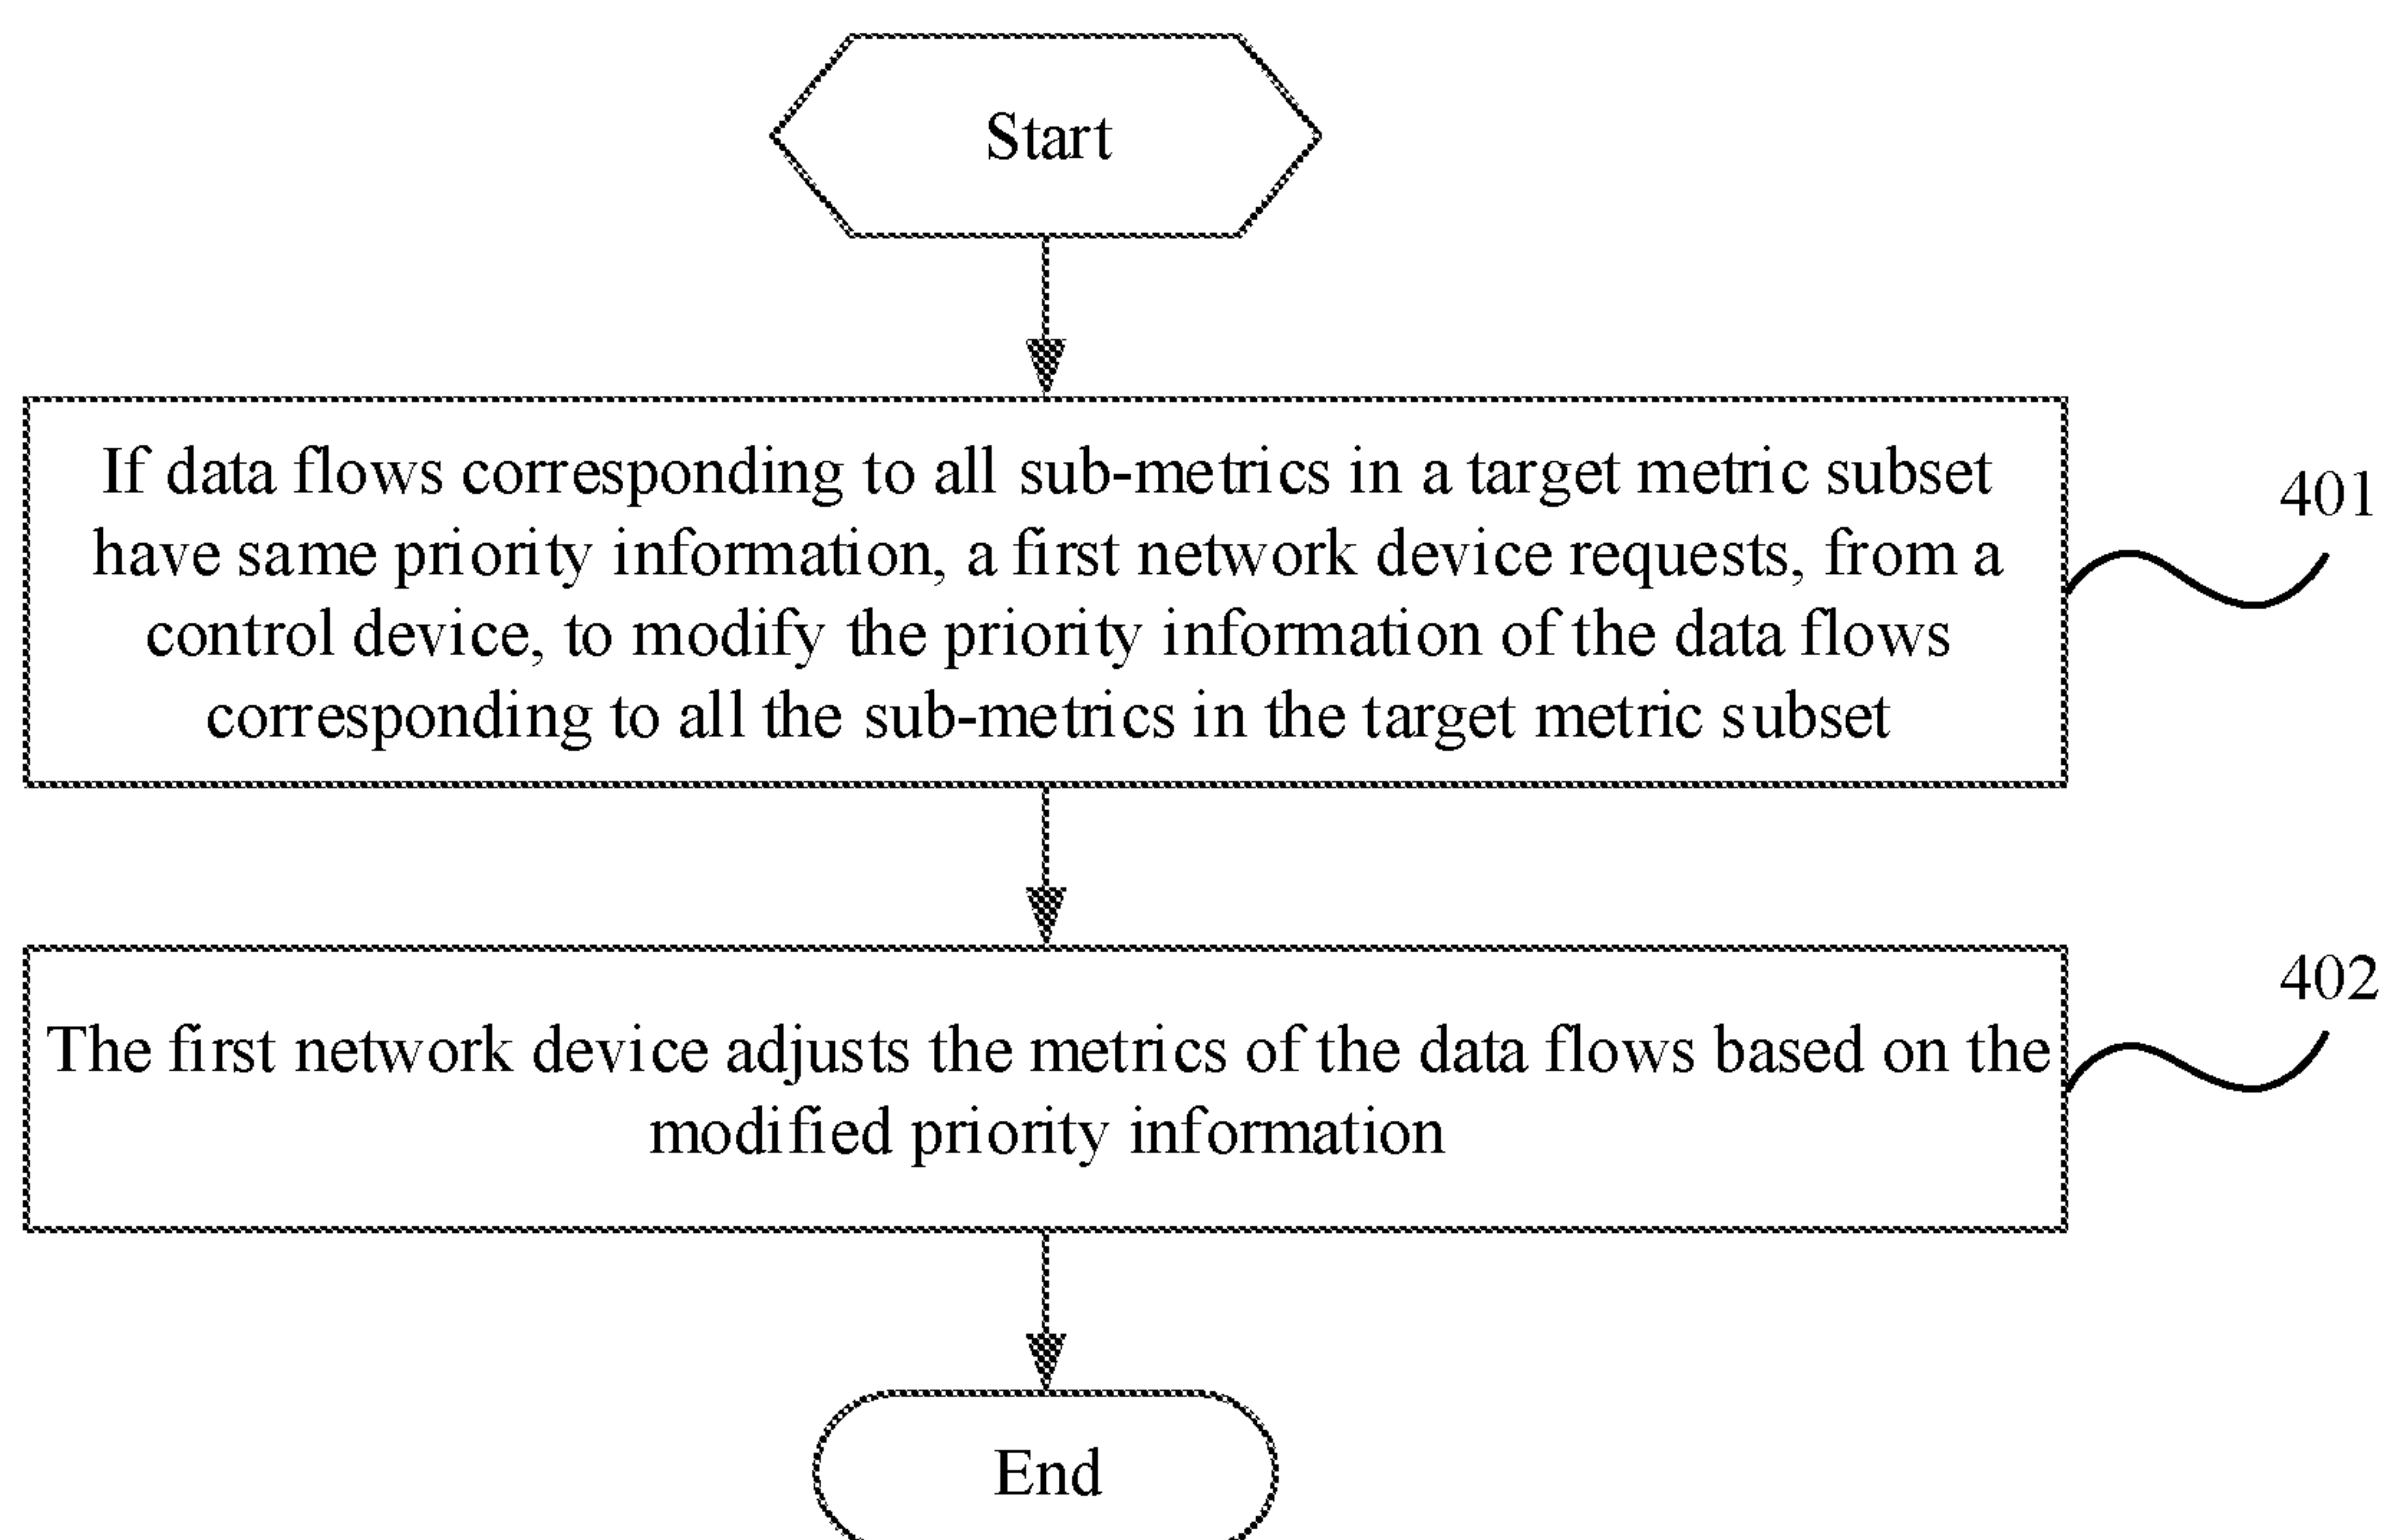 Start
If data flows corresponding to all sub-metrics in a target metric subset
have same priority information, a first network device requests, from a
control device, to modify the priority information of the data flows
corresponding to all the sub-metrics in the target metric subset
401
The first network device adjusts the metrics of the data flows based on the
modified priority information
402
End